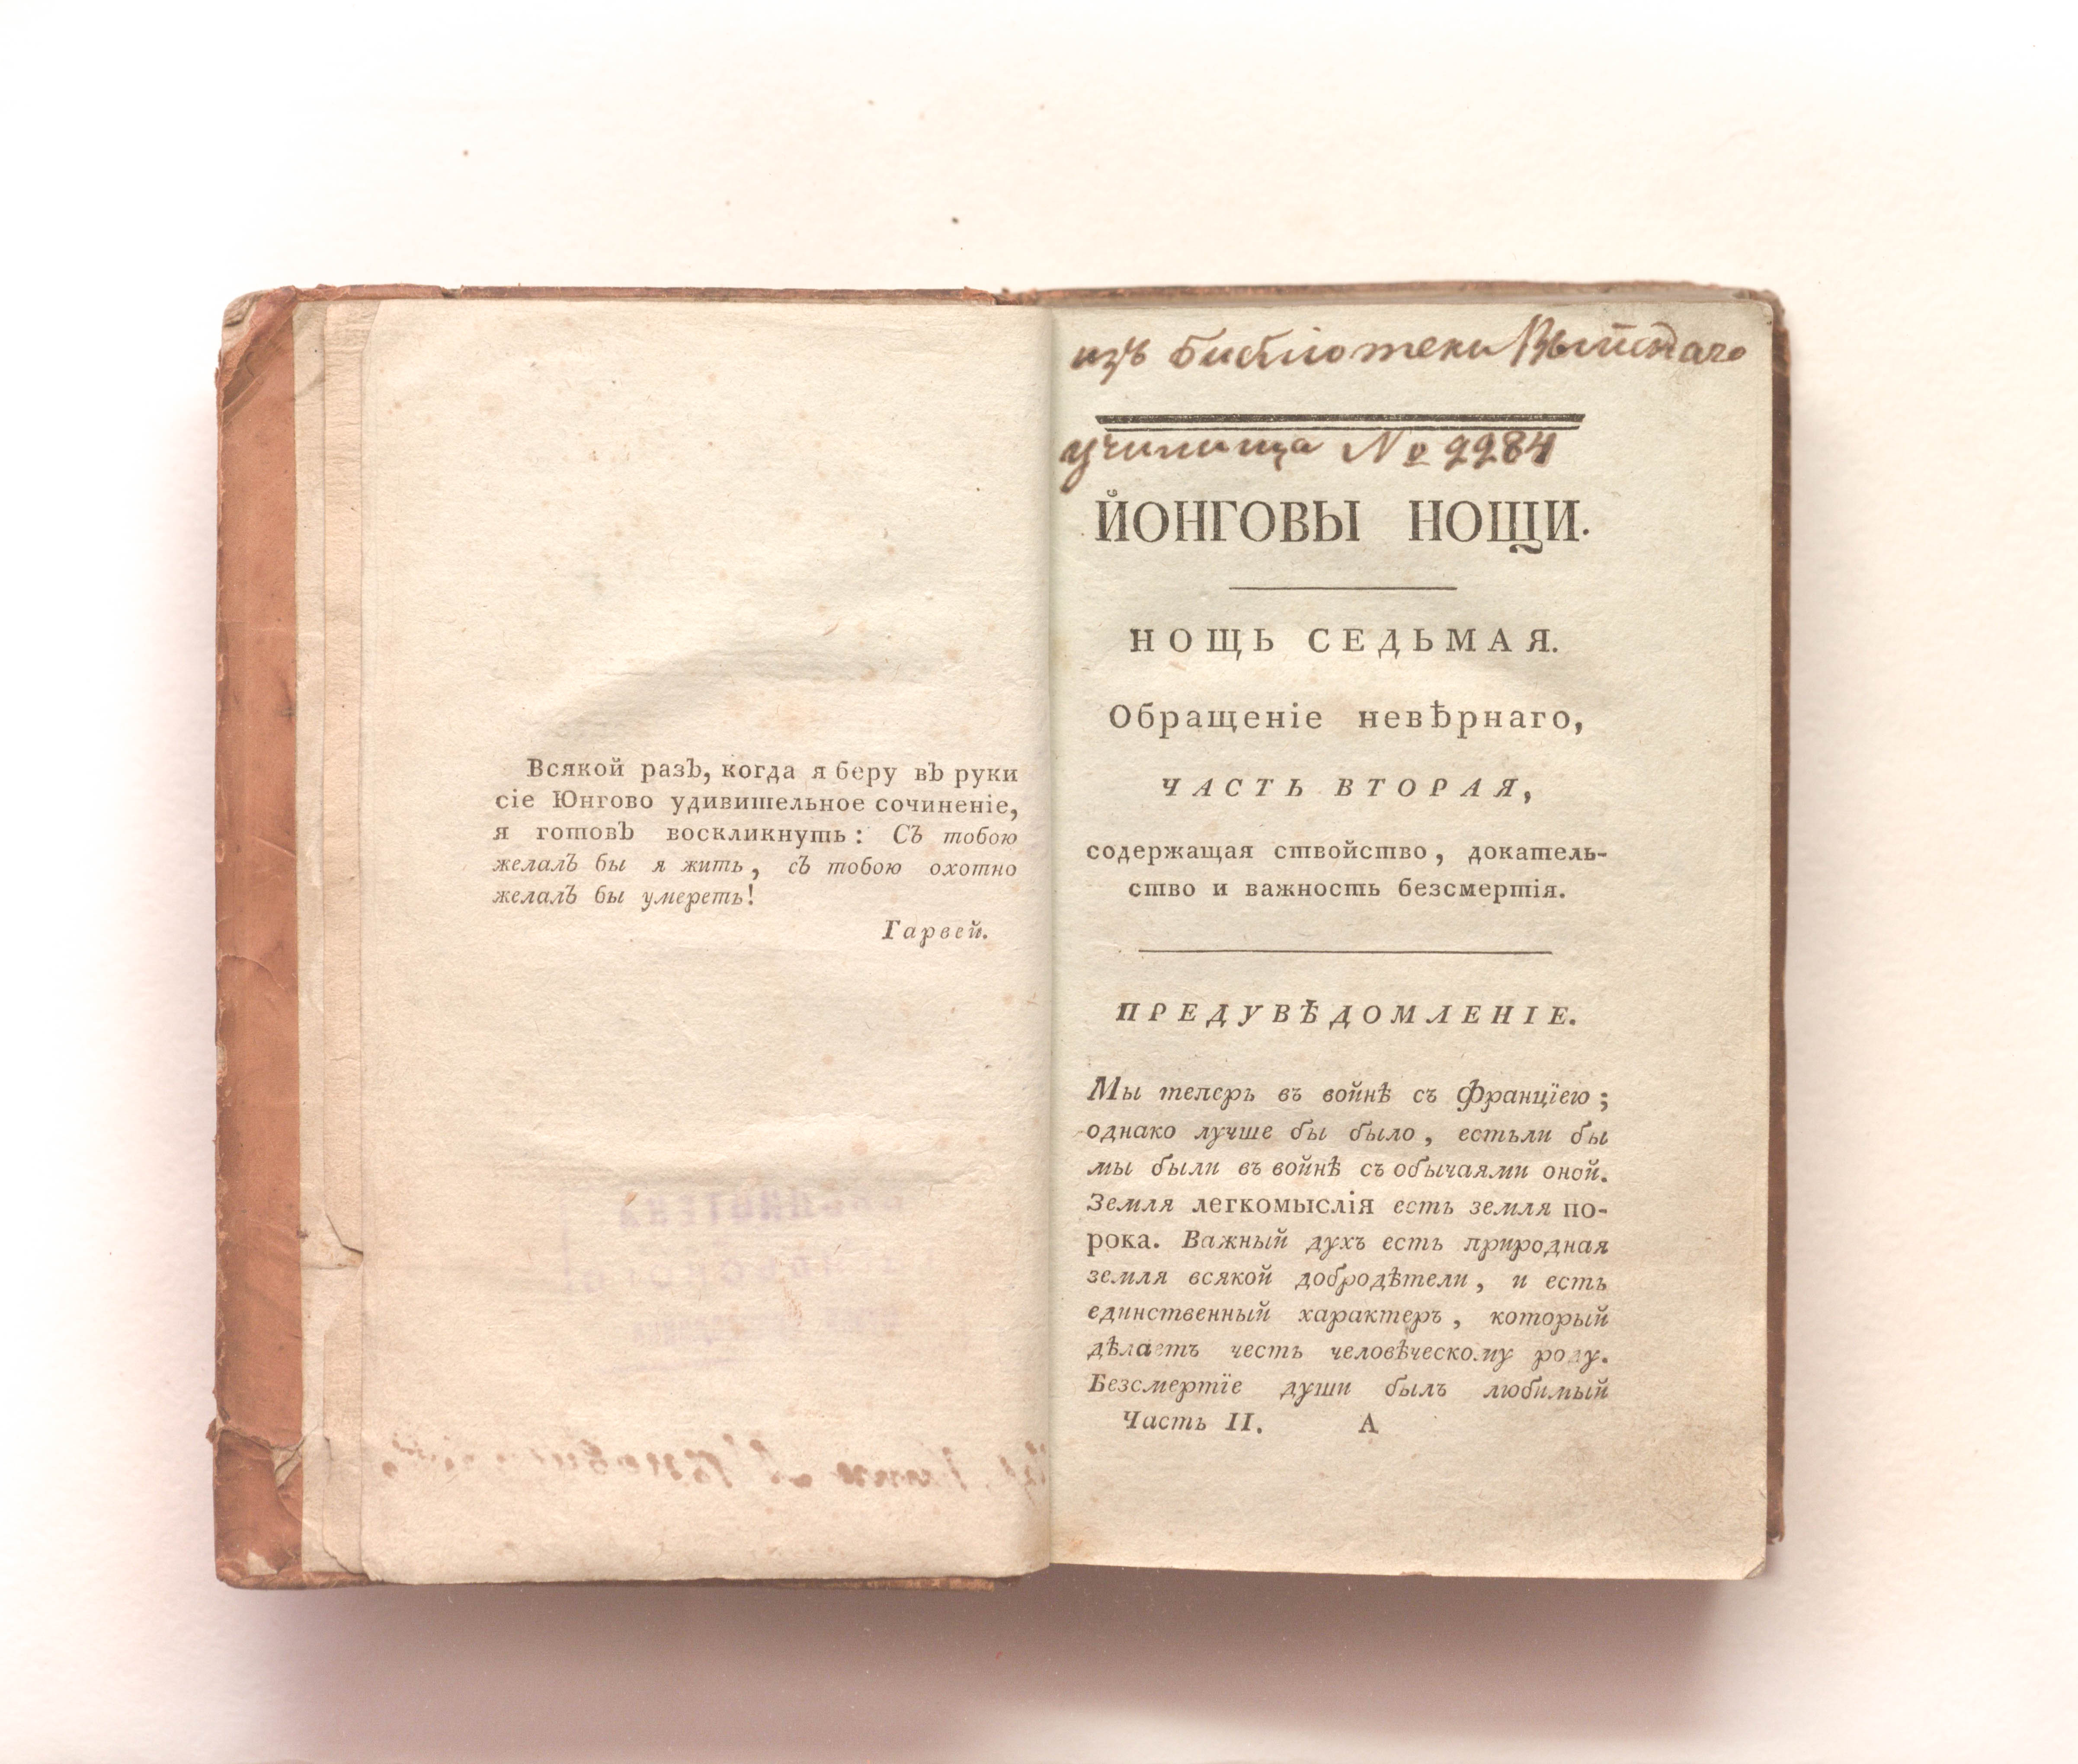 Всякой разъ, когда я беру въ руки
сіе Юнгово удивительное сочиненіе,
я готовъ воскликнуть: Съ тобою
желалъ бы я жить, съ тобою охотно
желалъ бы умереть!
Гарвей.
изъ библіотеки
училища № 2284
ЙОНГОВЫ НОЩИ.
НОЩЬ СЕДЬМАЯ.
Обращеніе невѣрнаго,
ЧАСТЬ ВТОРАЯ,
содержащая ствойство, докатель-
ство и важность безсмертія.
ПРЕДУВѢДОМЛЕНІЕ.
Мы теперь въ войнѣ съ Франціею;
однако лучше бы было, естьли бы
мы были въ войнѣ съ обычаями оной.
Земля легкомыслія есть земля по-
рока. Важный духъ есть природная
земля всякой добродѣтели, и есть
единственный характеръ, который
дѣлаетъ честь человѣческому роду.
Безсмертіе души былъ любимый
Часть II. А